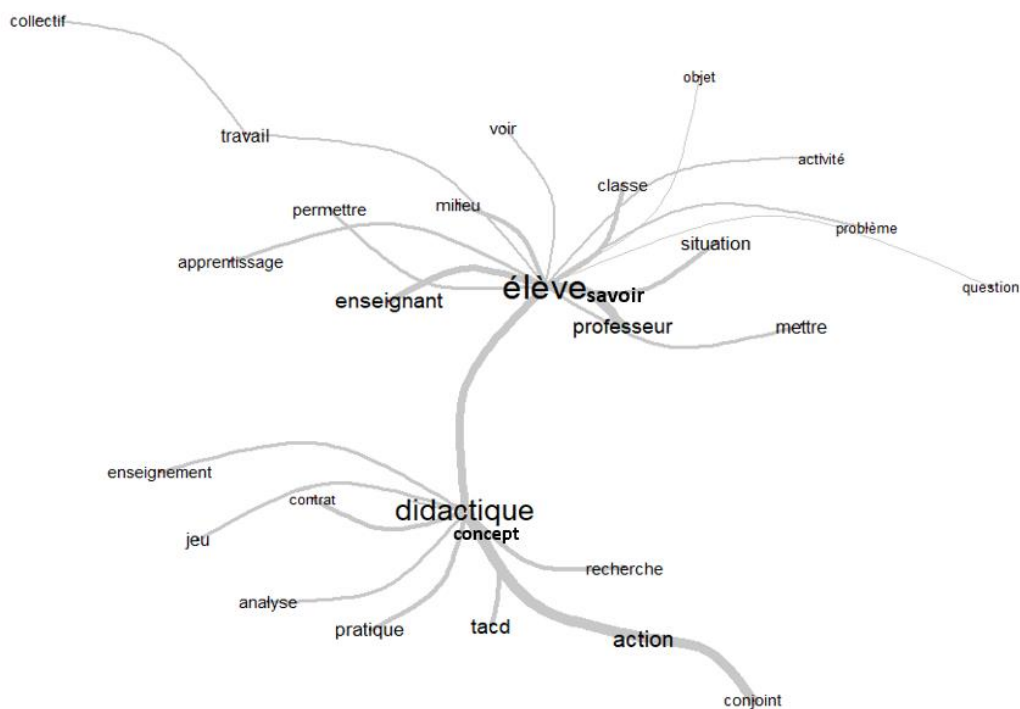 collectif
objet
voir
travail
activité
classe
milieu
permettre
problème
situation
apprentissage
élève
question
savoir
enseignant
professeur
mettre
enseignement
contrat
didactique
concept
jeu
recherche
analyse
tacd
pratique
action
conjoint